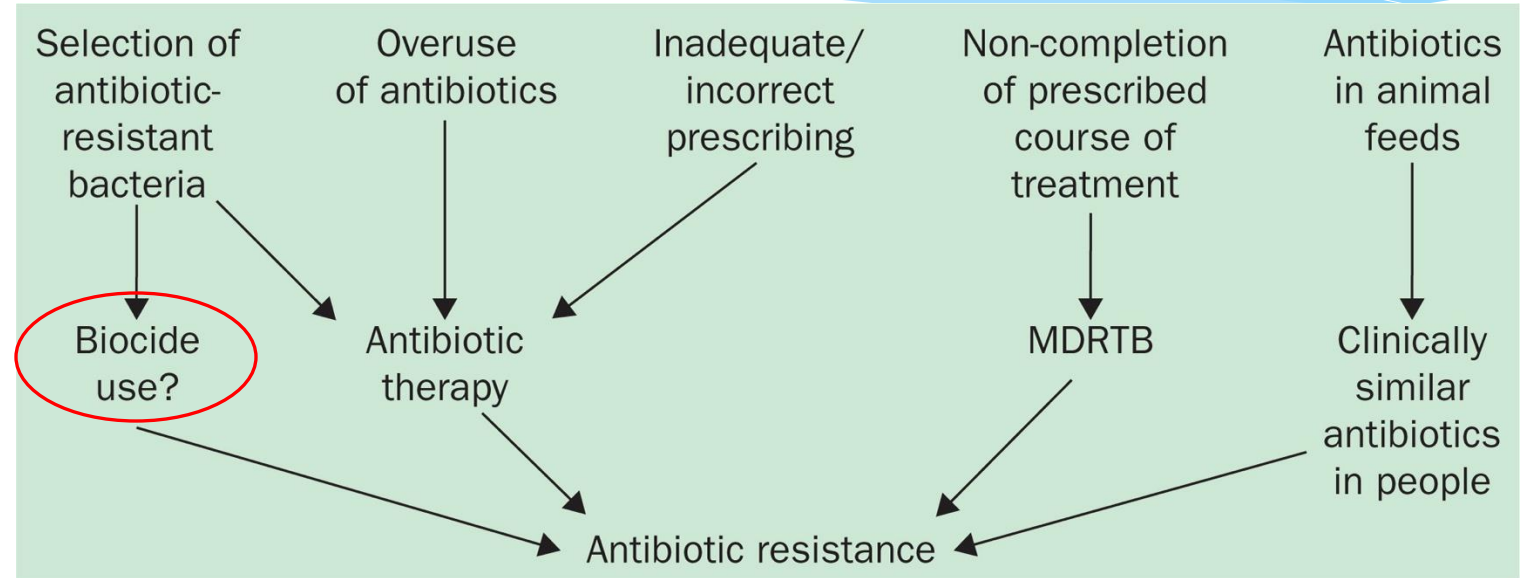 Selection of
antibiotic-
resistant
bacteria
Overuse
of antibiotics
Inadequate/
incorrect
prescribing
Non-completion
of prescribed
course of
treatment
Antibiotics
in animal
feeds
Biocide
use?
Antibiotic
therapy
MDRTB
Clinically
similar
antibiotics
in people
Antibiotic resistance